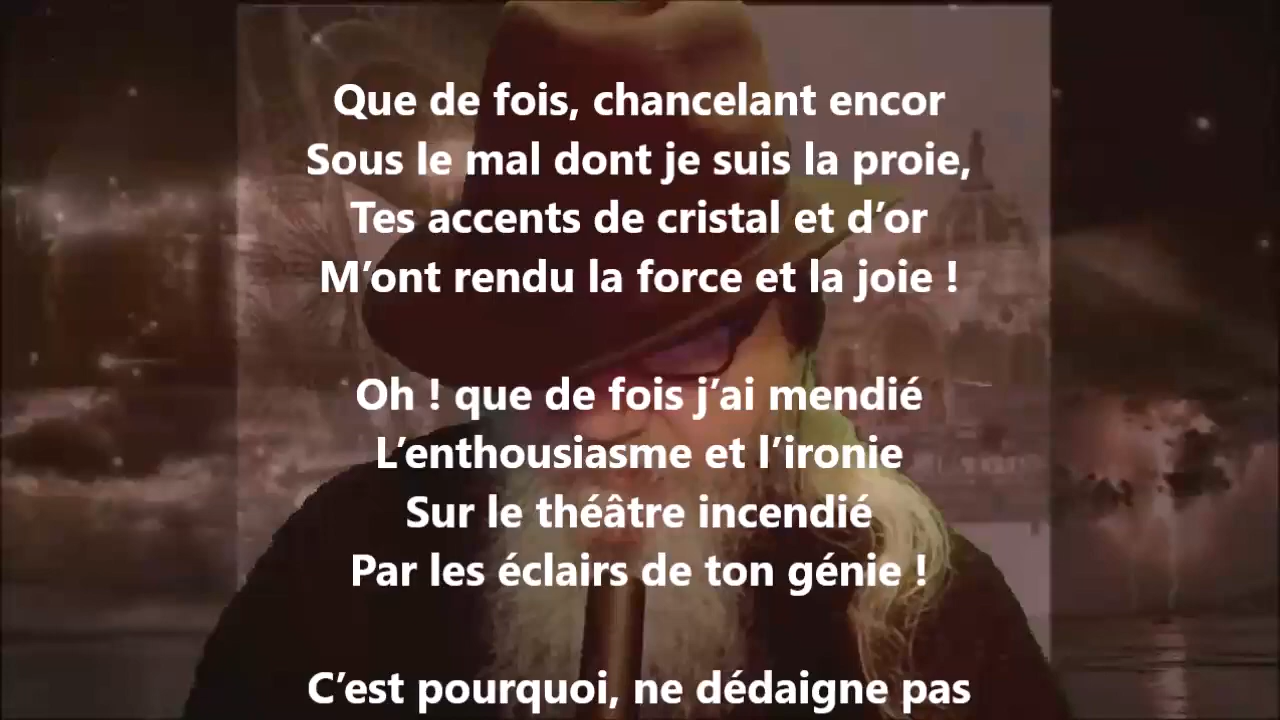 Que de fois, chancelant encor
Sous le mal dont je suis la proie,
Tes accents de cristal et d’or
M’ont rendu la force et la joie !
Oh ! que de fois j’ai mendié
L’enthousiasme et l’ironie
Sur le théâtre incendié
Par les éclairs de ton génie !
C’est pourquoi, ne dédaigne pas